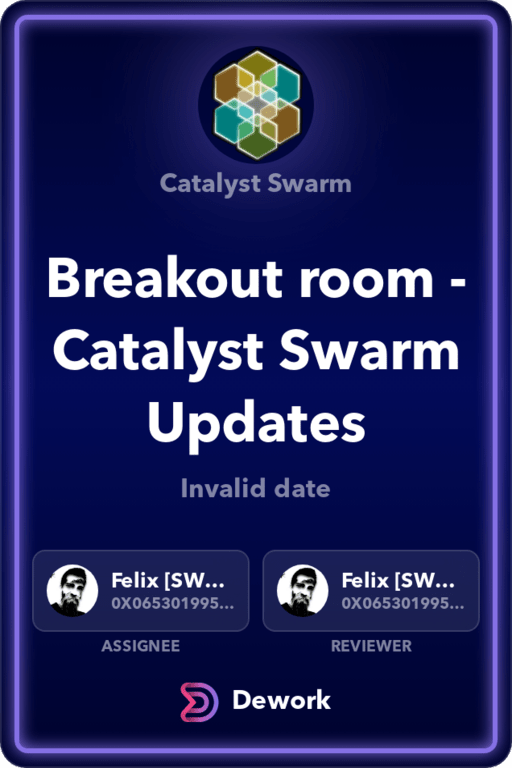 Catalyst Swarm
Breakout room -
Catalyst Swarm
Updates
Invalid date
Felix [SW...
0X065301995...
ASSIGNEE
Felix [SW...
0X065301995...
REVIEWER
Dework